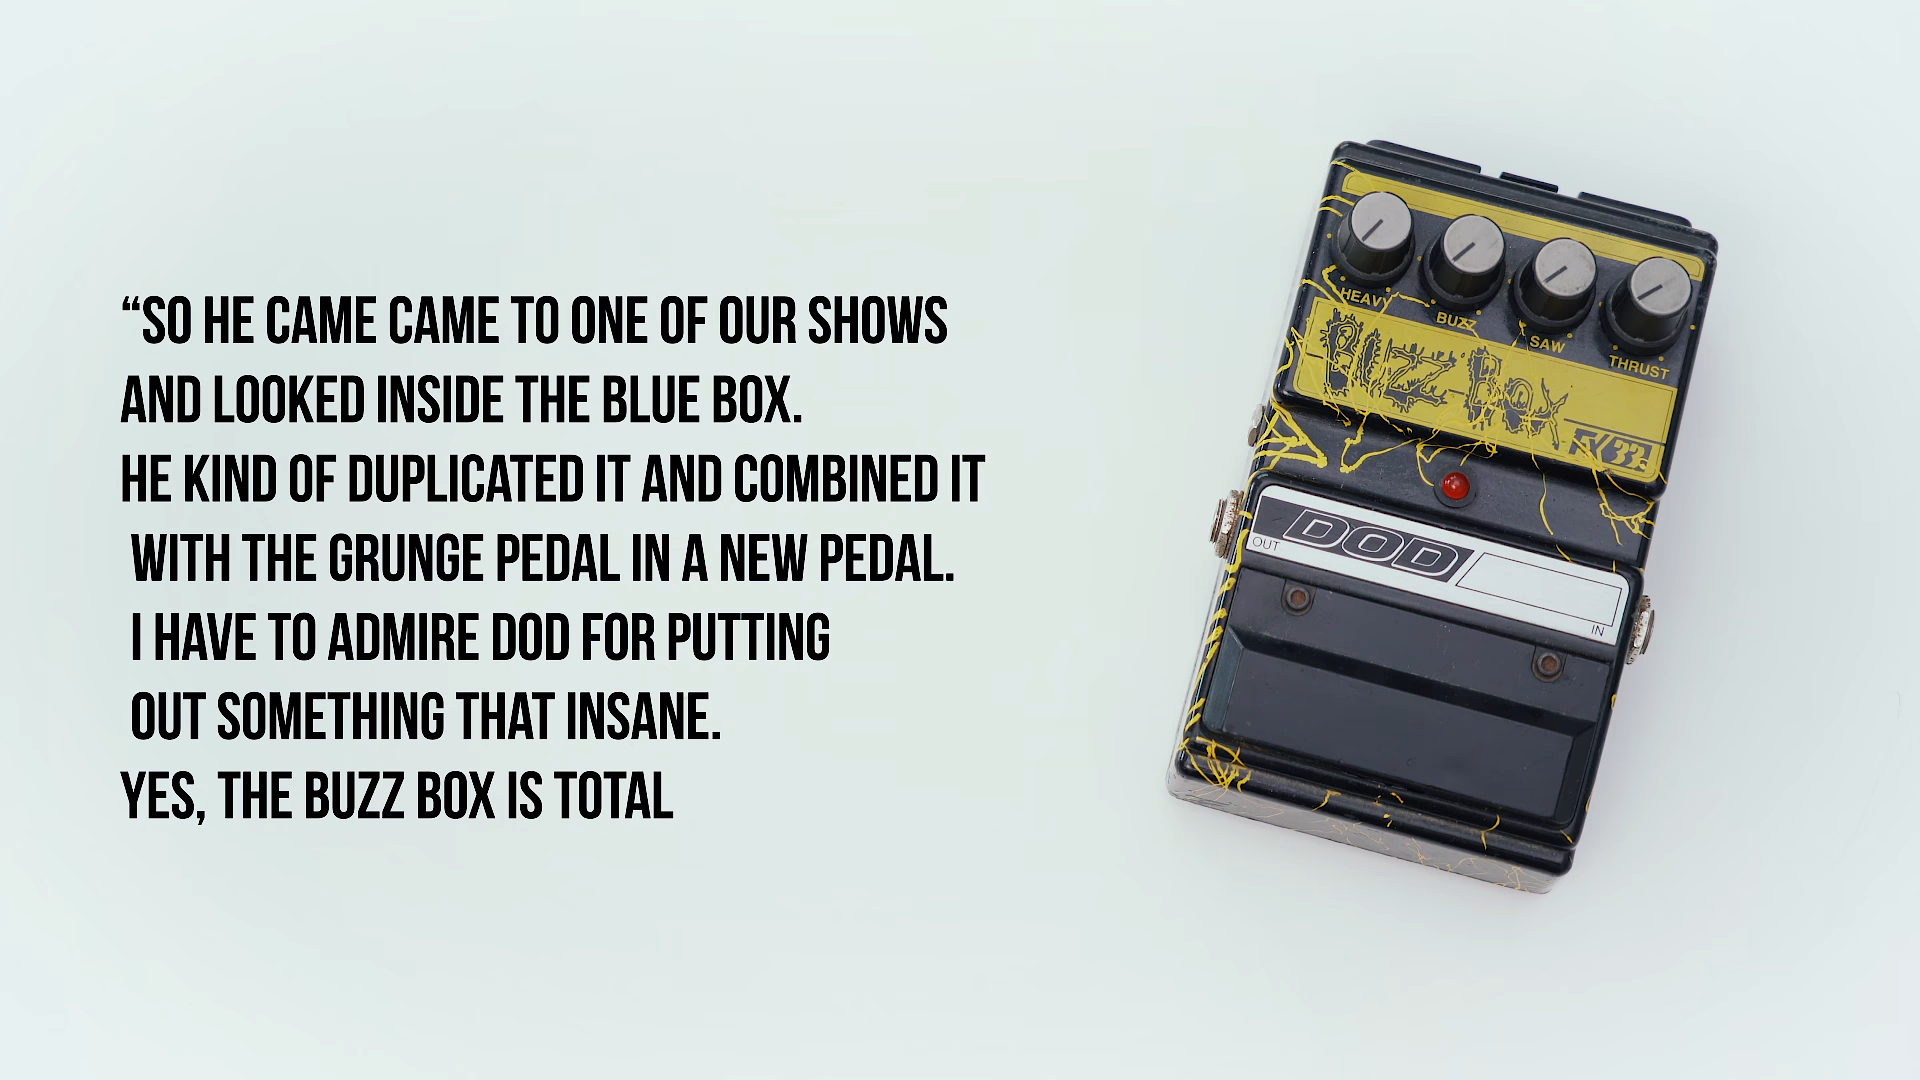 “SO HE CAME CAME TO ONE OF OUR SHOWS
AND LOOKED INSIDE THE BLUE BOX.
HE KIND OF DUPLICATED IT AND COMBINED IT
WITH THE GRUNGE PEDAL IN A NEW PEDAL.
I HAVE TO ADMIRE DOD FOR PUTTING
OUT SOMETHING THAT INSANE.
YES, THE BUZZ BOX IS TOTAL
HEAVY
BUZZ
SAW
THRUST
BUZZ BOX
FX33
OUT
DOD
IN